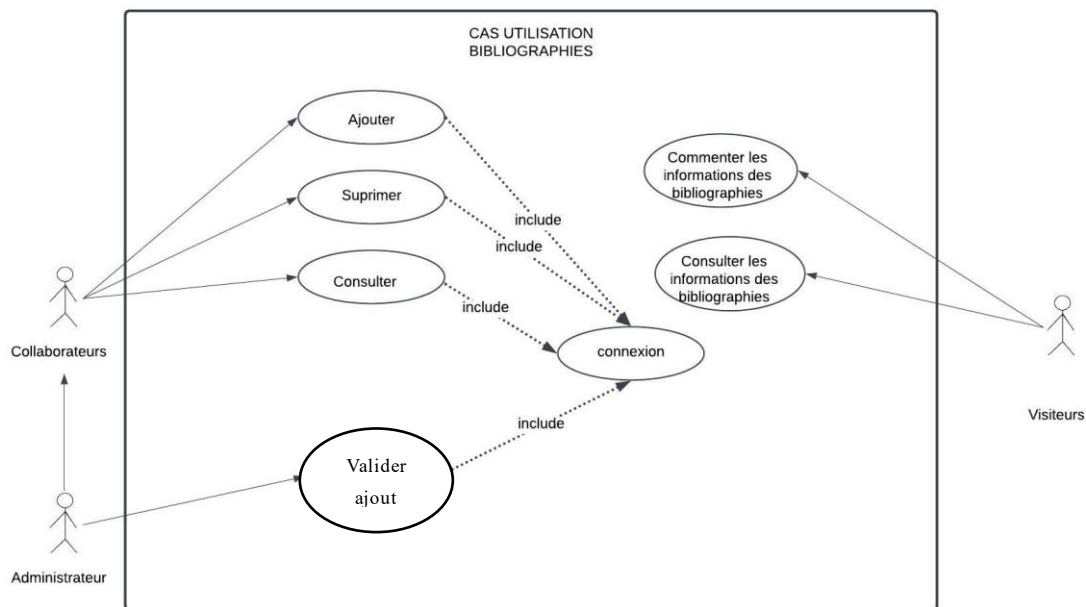 CAS UTILISATION
BIBLIOGRAPHIES
Ajouter
Suprimer
Consulter
include
include
include
include
connexion
Commenter les
informations des
bibliographies
Consulter les
informations des
bibliographies
Collaborateurs
Visiteurs
Valider
ajout
Administrateur